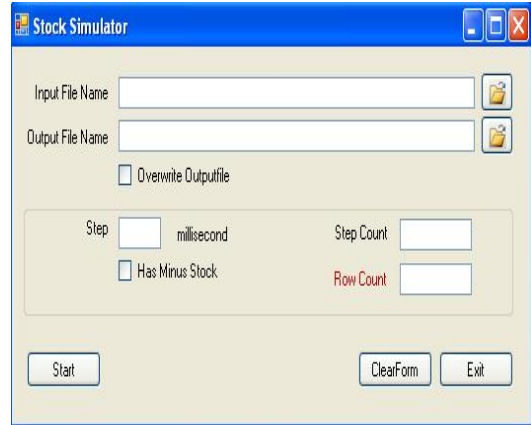 Stock Simulator
Input File Name
Output File Name
Overwrite Outputfile
Step millisecond Step Count
Has Minus Stock Row Count
Start ClearForm Exit